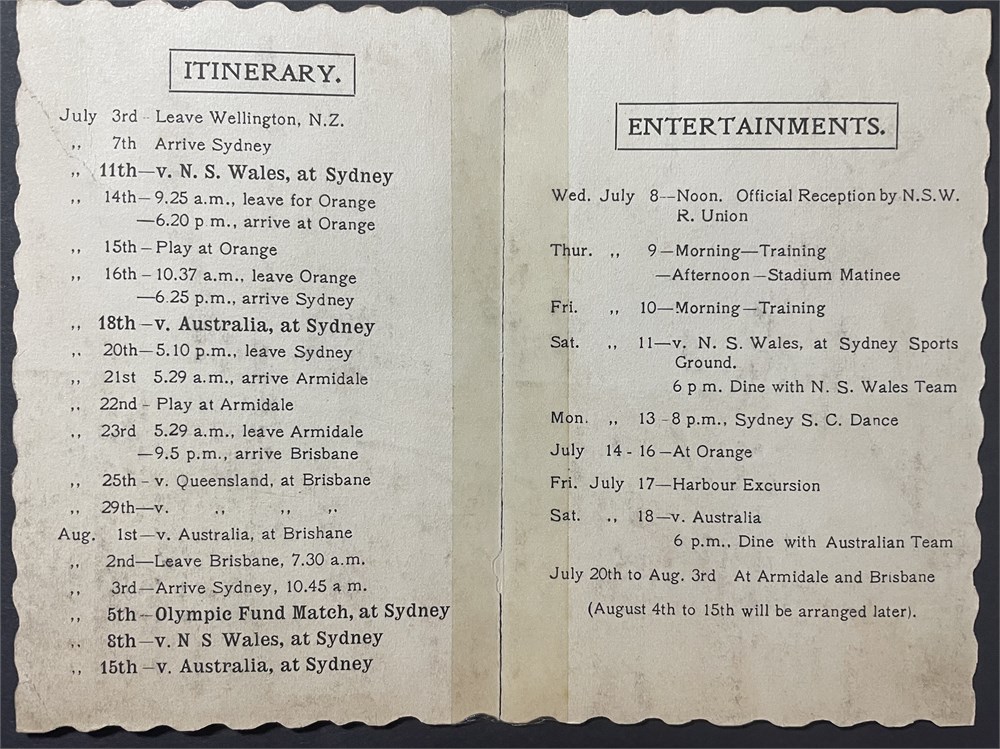 ITINERARY.
July 3rd - Leave Wellington, N.Z.
,, 7th Arrive Sydney
,, 11th—v. N. S. Wales, at Sydney
,, 14th—9.25 a.m., leave for Orange
—6.20 p m., arrive at Orange
,, 15th—Play at Orange
,, 16th—10.37 a.m., leave Orange
—6.25 p.m., arrive Sydney
,, 18th—v. Australia, at Sydney
,, 20th—5.10 p.m., leave Sydney
,, 21st 5.29 a.m., arrive Armidale
,, 22nd - Play at Armidale
,, 23rd 5.29 a.m., leave Armidale
—9.5 p.m., arrive Brisbane
,, 25th - v. Queensland, at Brisbane
,, 29th—v. ,, ,, ,,
Aug. 1st—v. Australia, at Brishane
,, 2nd—Leave Brisbane, 7.30 a.m.
,, 3rd—Arrive Sydney, 10.45 a m.
,, 5th—Olympic Fund Match, at Sydney
,, 8th—v. N S Wales, at Sydney
,, 15th—v. Australia, at Sydney
ENTERTAINMENTS.
Wed. July 8—Noon. Official Reception by N.S.W.
R. Union
Thur. ,, 9—Morning—Training
—Afternoon—Stadium Matinee
Fri. ,, 10—Morning—Training
Sat. ,, 11—v. N. S. Wales, at Sydney Sports
Ground.
6 p m. Dine with N. S. Wales Team
Mon. ,, 13 - 8 p.m., Sydney S. C. Dance
July 14 - 16—At Orange
Fri. July 17—Harbour Excursion
Sat. ,, 18—v. Australia
6 p.m., Dine with Australian Team
July 20th to Aug. 3rd At Armidale and Brisbane
(August 4th to 15th will be arranged later).